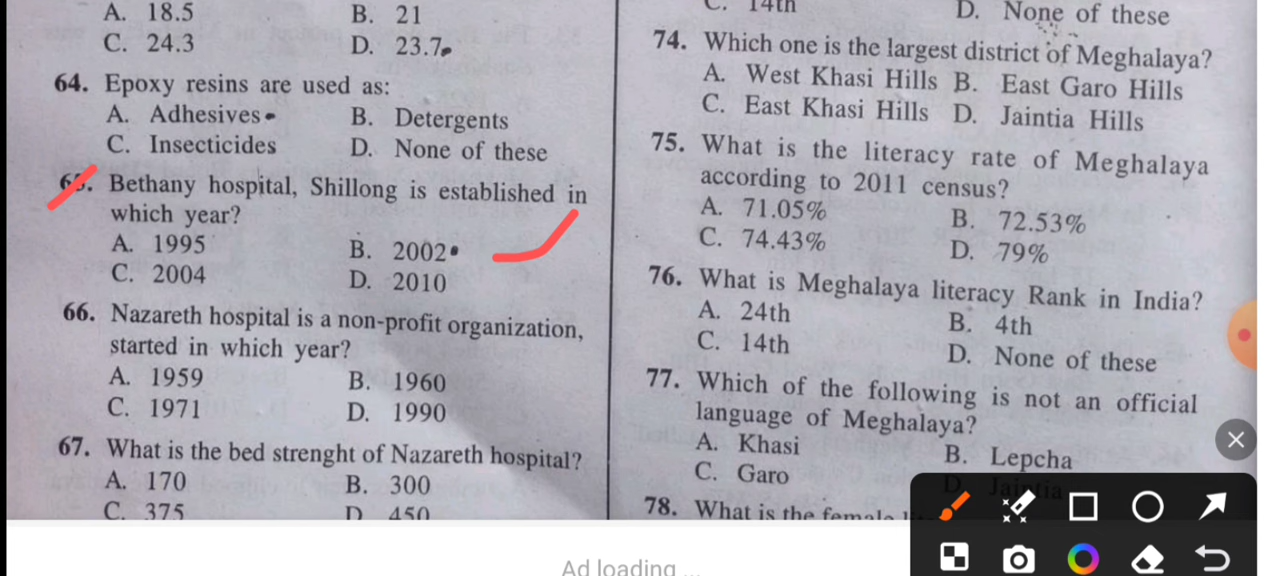 A. 18.5 B. 21
C. 24.3 D. 23.7
64. Epoxy resins are used as:
A. Adhesives B. Detergents
C. Insecticides D. None of these
65. Bethany hospital, Shillong is established in
which year?
A. 1995 B. 2002
C. 2004 D. 2010
66. Nazareth hospital is a non-profit organization,
started in which year?
A. 1959 B. 1960
C. 1971 D. 1990
67. What is the bed strenght of Nazareth hospital?
A. 170 B. 300
C. 375 D 450
C. 14th D. None of these
74. Which one is the largest district of Meghalaya?
A. West Khasi Hills B. East Garo Hills
C. East Khasi Hills D. Jaintia Hills
75. What is the literacy rate of Meghalaya
according to 2011 census?
A. 71.05% B. 72.53%
C. 74.43% D. 79%
76. What is Meghalaya literacy Rank in India?
A. 24th B. 4th
C. 14th D. None of these
77. Which of the following is not an official
language of Meghalaya?
A. Khasi B. Lepcha
C. Garo D. Jaintia
78. What is the female
Ad loading ...